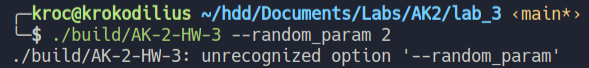 ┌──kroc@krokodilius ~/hdd/Documents/Labs/AK2/lab_3 ‹main*›
└─$ ./build/AK-2-HW-3 --random_param 2
./build/AK-2-HW-3: unrecognized option '--random_param'